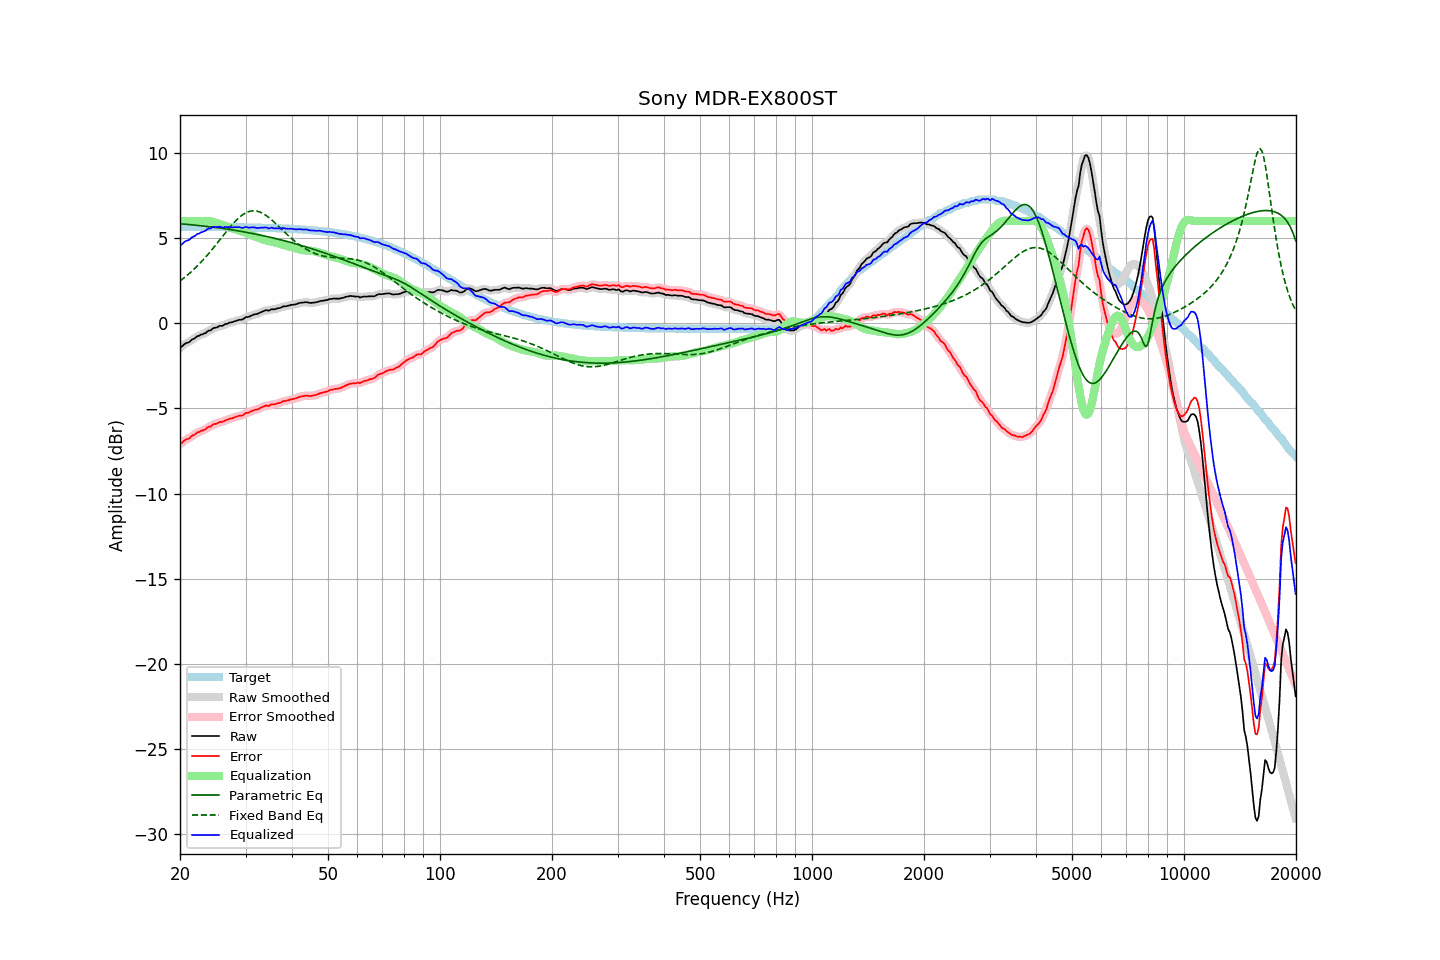 Sony MDR-EX800ST
Amplitude (dBr)
10
5
0
−5
−10
−15
−20
−25
−30
Target
Raw Smoothed
Error Smoothed
Raw
Error
Equalization
Parametric Eq
Fixed Band Eq
Equalized
20 50 100 200 500 1000 2000 5000 10000 20000
Frequency (Hz)